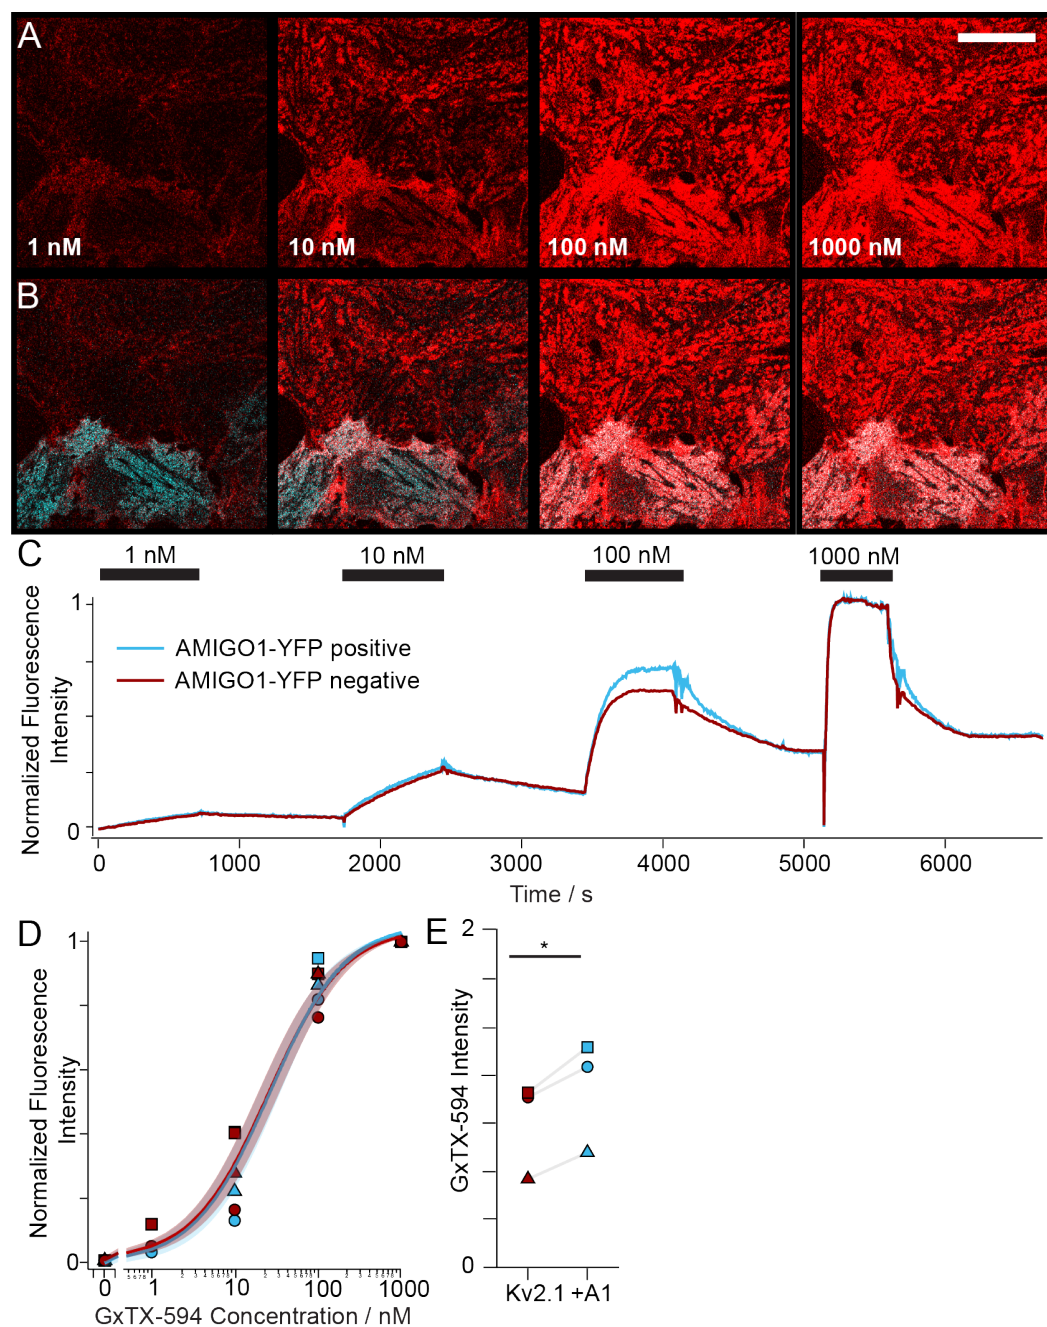 A
1 nM
10 nM
100 nM
1000 nM
B
C
1 nM
10 nM
100 nM
1000 nM
Normalized Fluorescence
Intensity
1
0
AMIGO1-YFP positive
AMIGO1-YFP negative
0
1000
2000
3000
4000
5000
6000
Time / s
D
Normalized Fluorescence
Intensity
1
0
0
1
10
100
1000
GxTX-594 Concentration / nM
E
GxTX-594 Intensity
2
1
0
*
Kv2.1 +A1